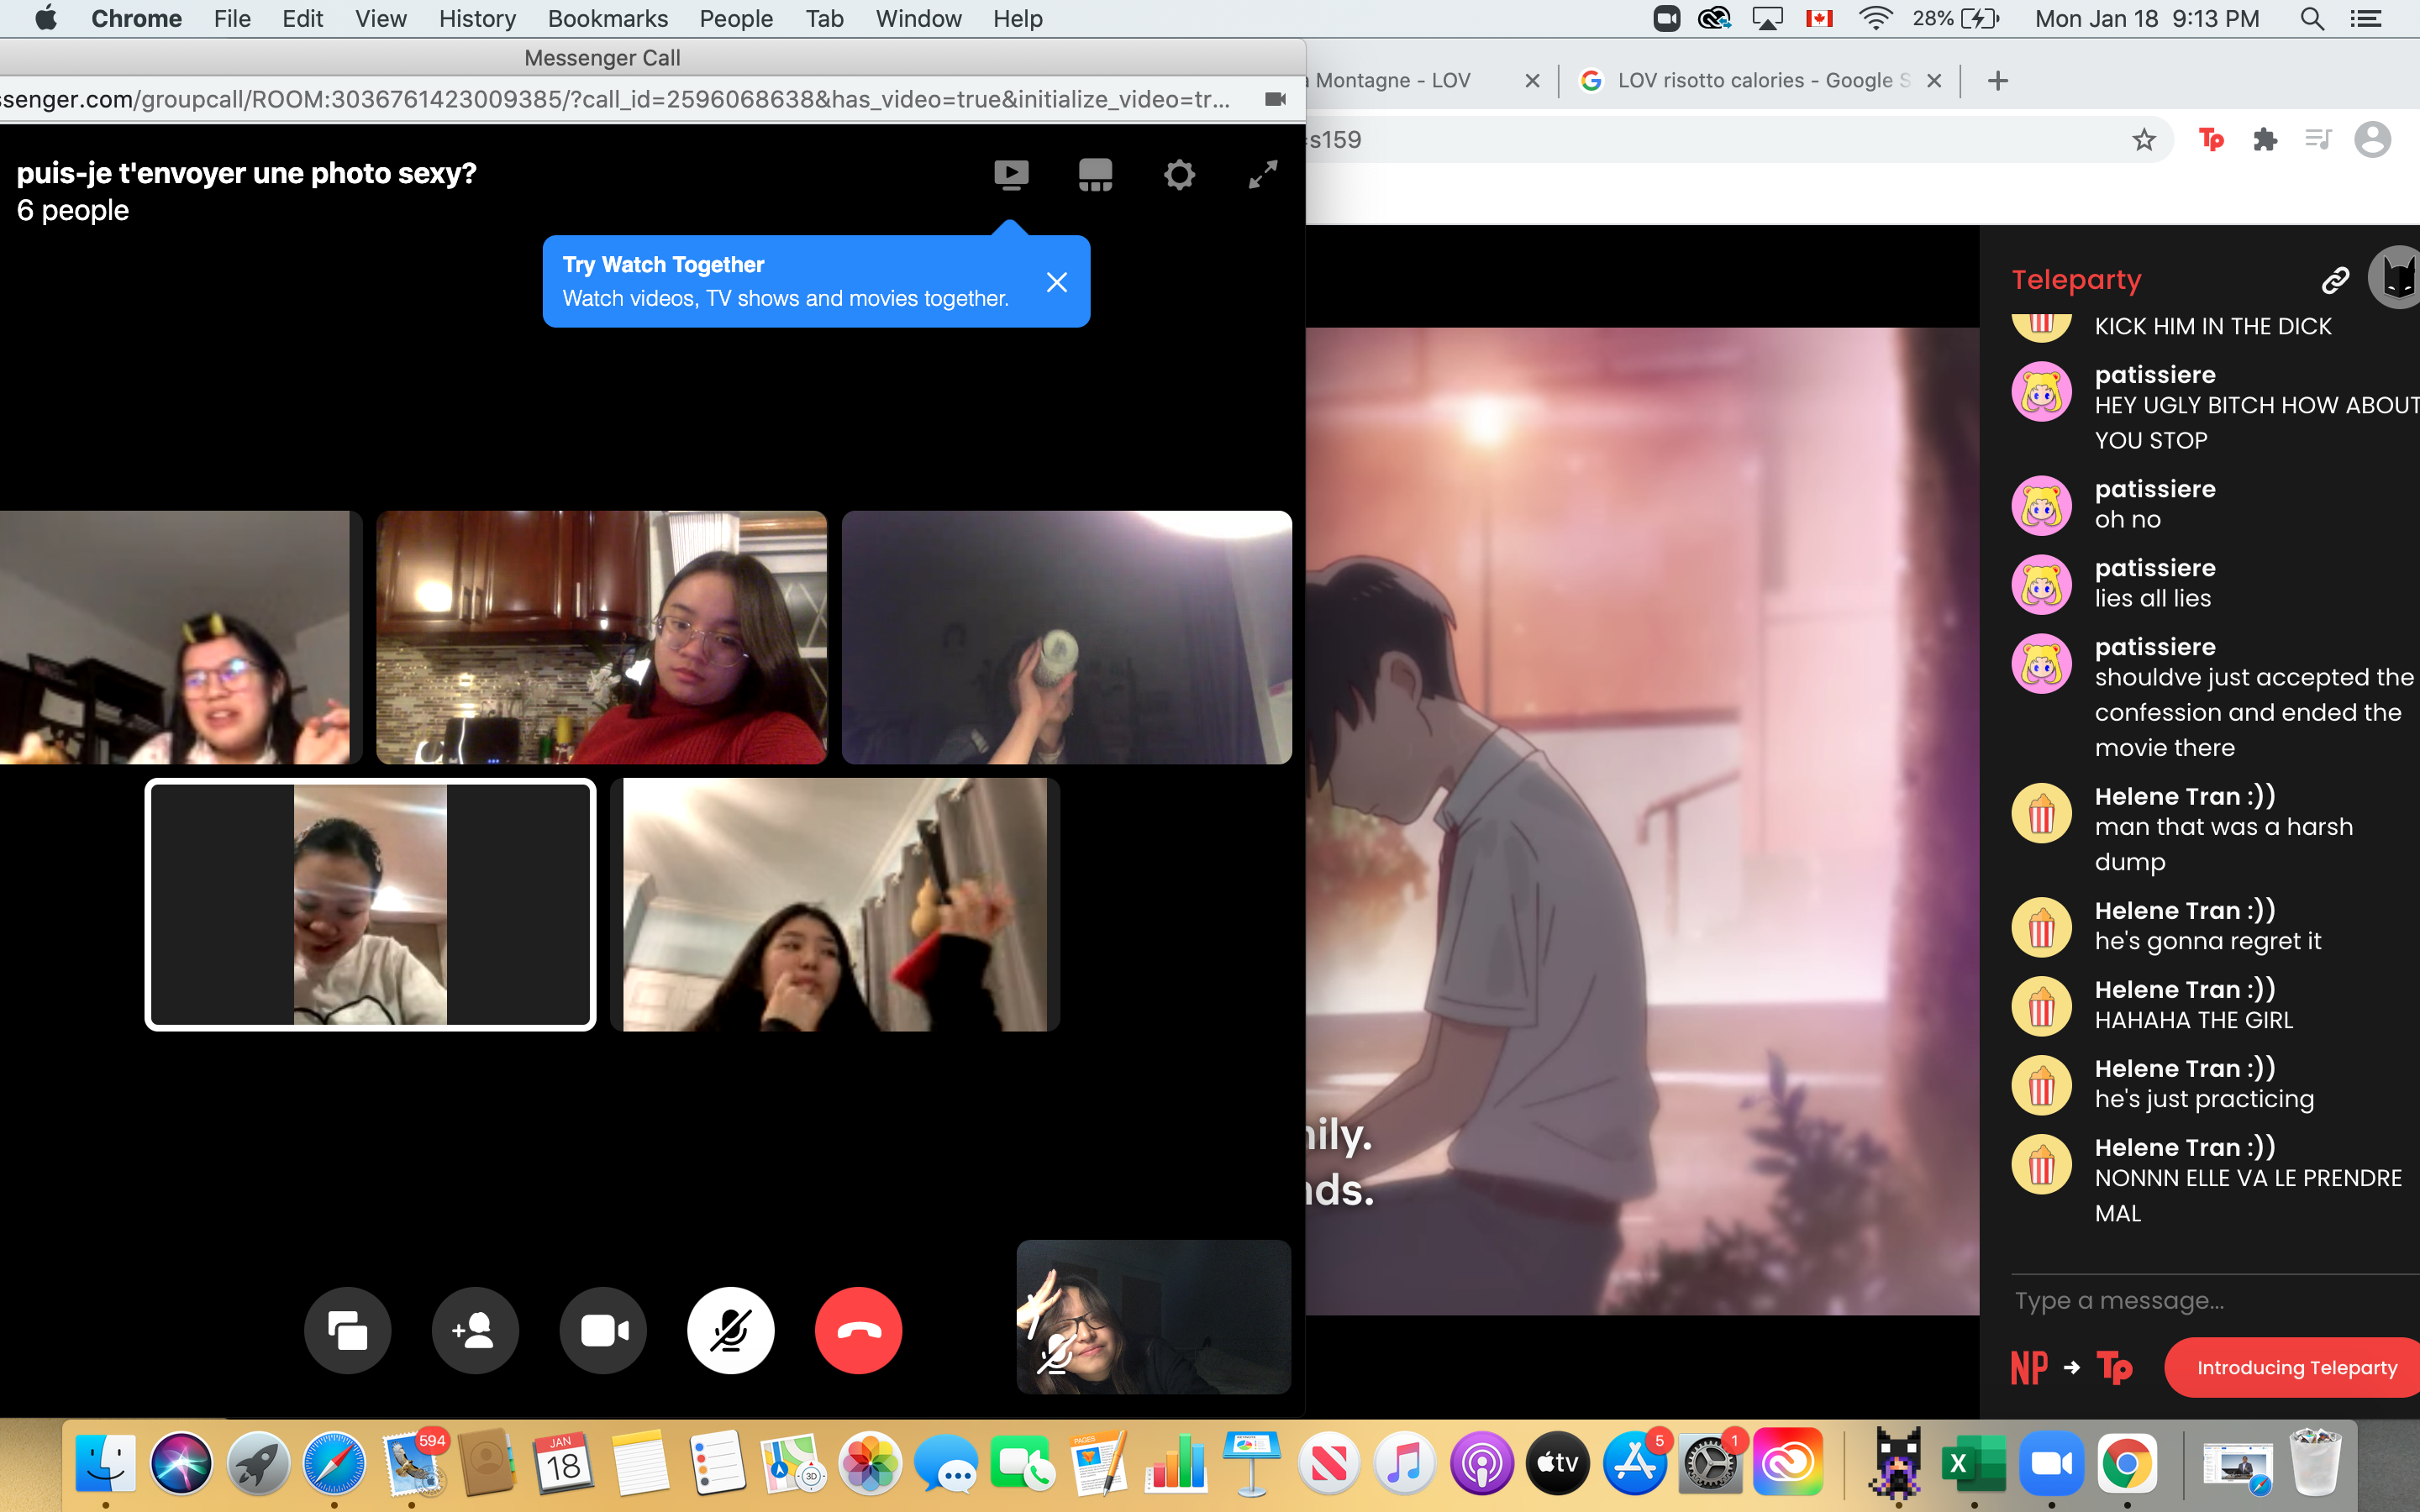 Chrome File Edit View History Bookmarks People Tab Window Help
28% Mon Jan 18 9:13 PM
Messenger Call
ssenger.com/groupcall/ROOM:3036761423009385/?call_id=2596068638&has_video=true&initialize_video=tr...
Montagne - LOV
LOV risotto calories - Google S
s159
Tp
puis-je t'envoyer une photo sexy?
6 people
Try Watch Together
Watch videos, TV shows and movies together.
nily.
nds.
Teleparty
KICK HIM IN THE DICK
patissiere
HEY UGLY BITCH HOW ABOUT
YOU STOP
patissiere
oh no
patissiere
lies all lies
patissiere
shouldve just accepted the
confession and ended the
movie there
Helene Tran :))
man that was a harsh
dump
Helene Tran :))
he's gonna regret it
Helene Tran :))
HAHAHA THE GIRL
Helene Tran :))
he's just practicing
Helene Tran :))
NONNN ELLE VA LE PRENDRE
MAL
Type a message...
NP → Tp
Introducing Teleparty
594
JAN
18
3D
PAGES
tv
5
1
X